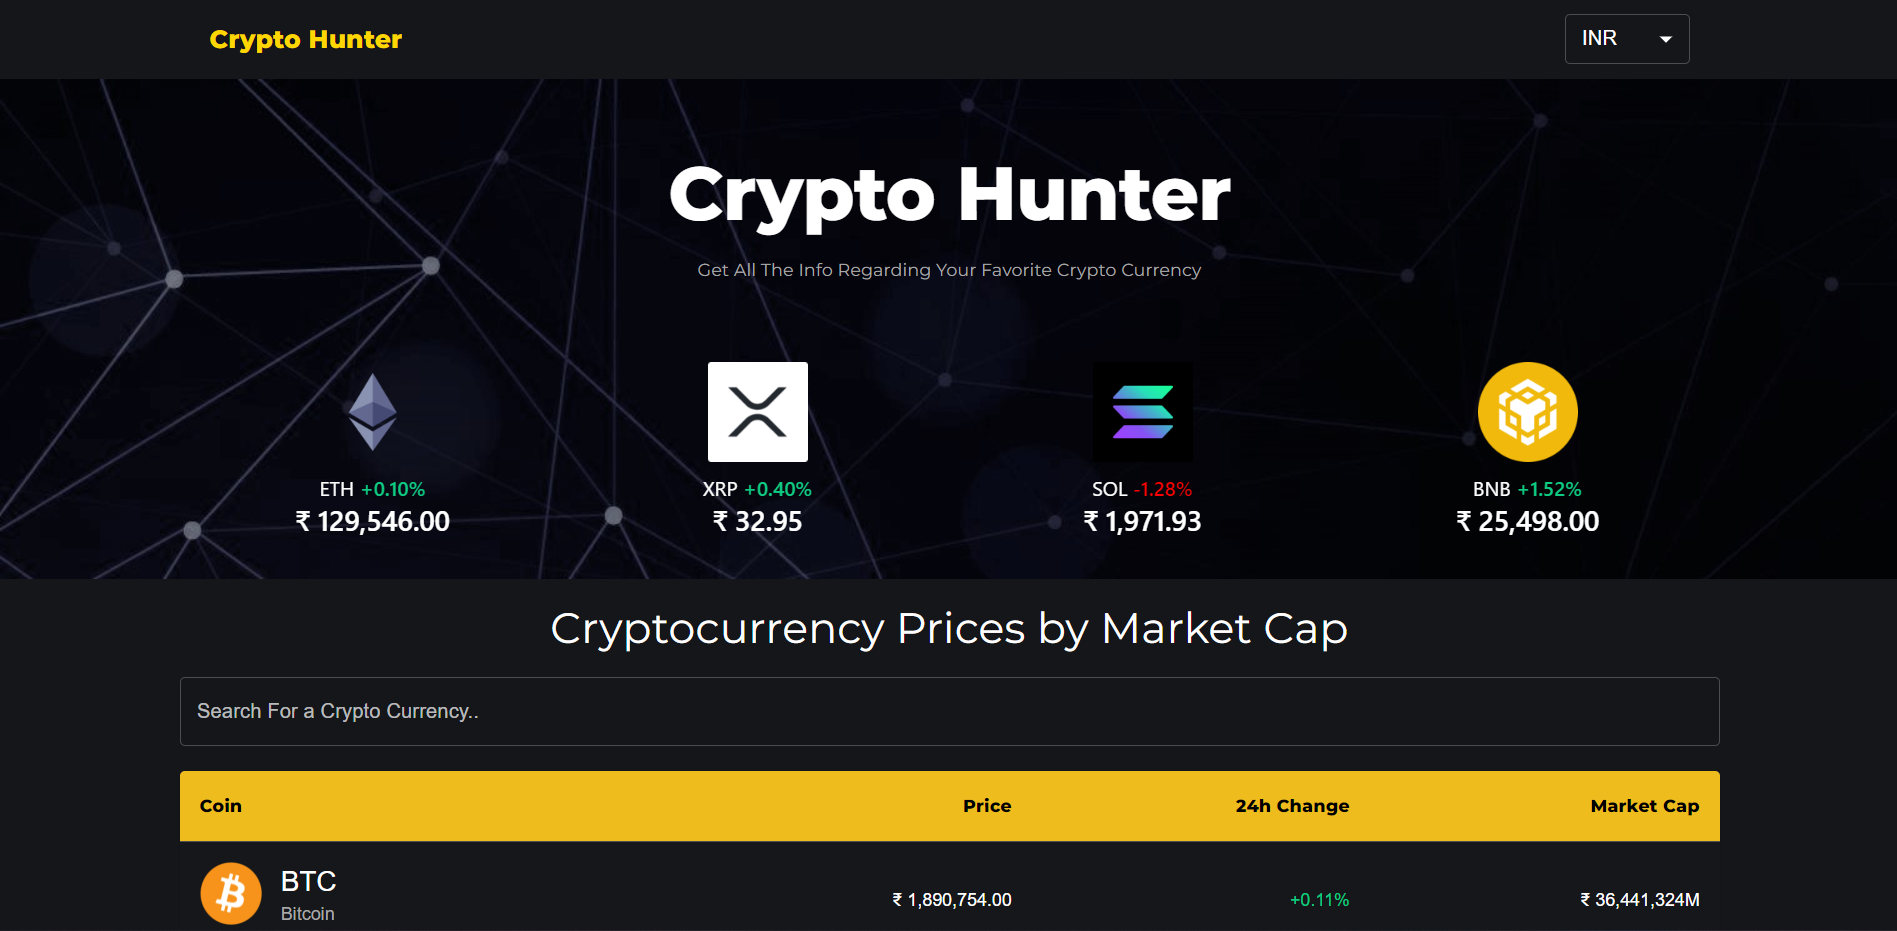 Crypto Hunter
INR
Crypto Hunter
Get All The Info Regarding Your Favorite Crypto Currency
ETH +0.10%
₹ 129,546.00
XRP +0.40%
₹ 32.95
SOL -1.28%
₹ 1,971.93
BNB +1.52%
₹ 25,498.00
Cryptocurrency Prices by Market Cap
Search For a Crypto Currency..
Coin Price 24h Change Market Cap
BTC
Bitcoin
₹ 1,890,754.00 +0.11% ₹ 36,441,324M